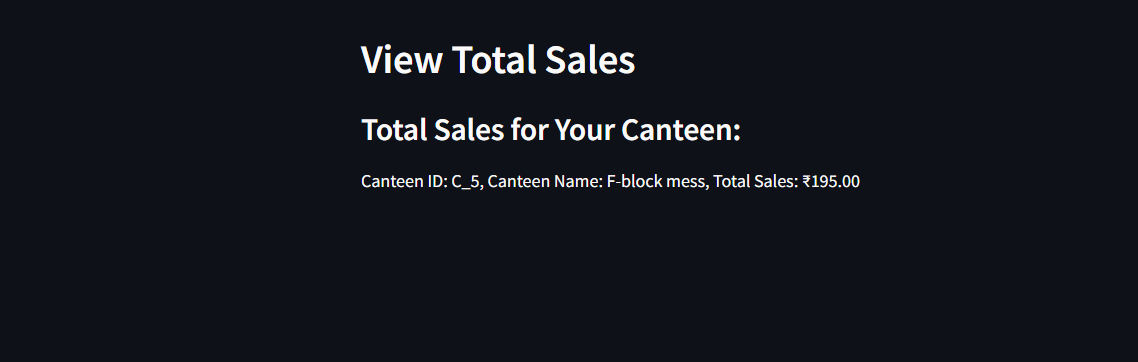 View Total Sales
Total Sales for Your Canteen:
Canteen ID: C_5, Canteen Name: F-block mess, Total Sales: ₹195.00